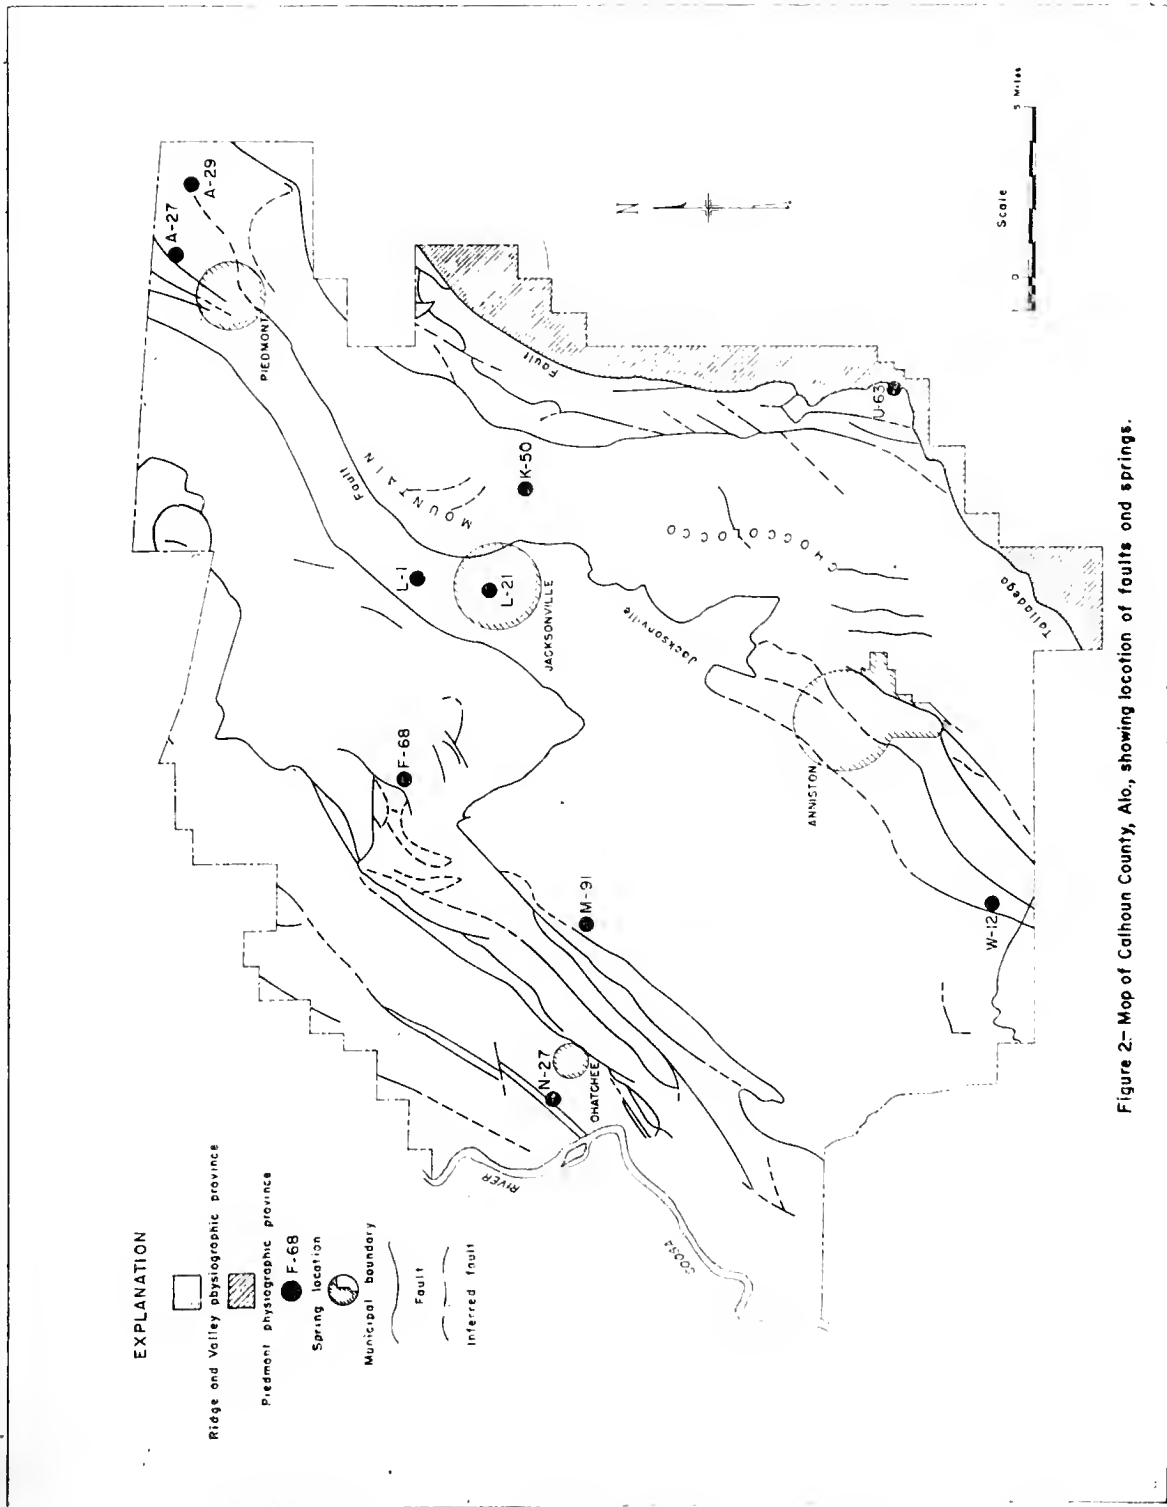 EXPLANATION
Ridge and Valley physiographic province
Piedmont physiographic province
F-68
Spring location
Municipal boundary
Fault
Inferred fault
A-27
A-29
PIEDMONT
Fault
MOUNTAIN
K-50
L-1
L-21
JACKSONVILLE
Jacksonville
Fault
U-63
CHOCCOLOCCO
Talladega
F-68
M-91
N-27
OHATCHEE
RIVER
COOSA
ANNISTON
W-12
N
Scale
1 0 5 Miles
Figure 2.- Map of Calhoun County, Ala., showing location of faults and springs.